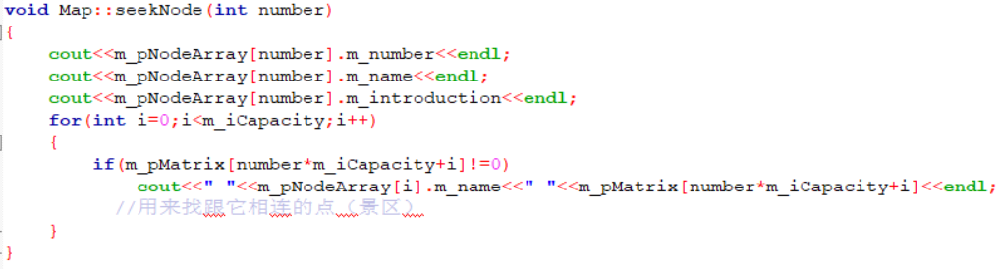 void Map::seekNode(int number)
{
    cout<<m_pNodeArray[number].m_number<<endl;
    cout<<m_pNodeArray[number].m_name<<endl;
    cout<<m_pNodeArray[number].m_introduction<<endl;
    for(int i=0;i<m_iCapacity;i++)
    {
        if(m_pMatrix[number*m_iCapacity+i]!=0)
            cout<<" "<<m_pNodeArray[i].m_name<<" "<<m_pMatrix[number*m_iCapacity+i]<<endl;
          //用来找跟它相连的点（景区）
    }
}